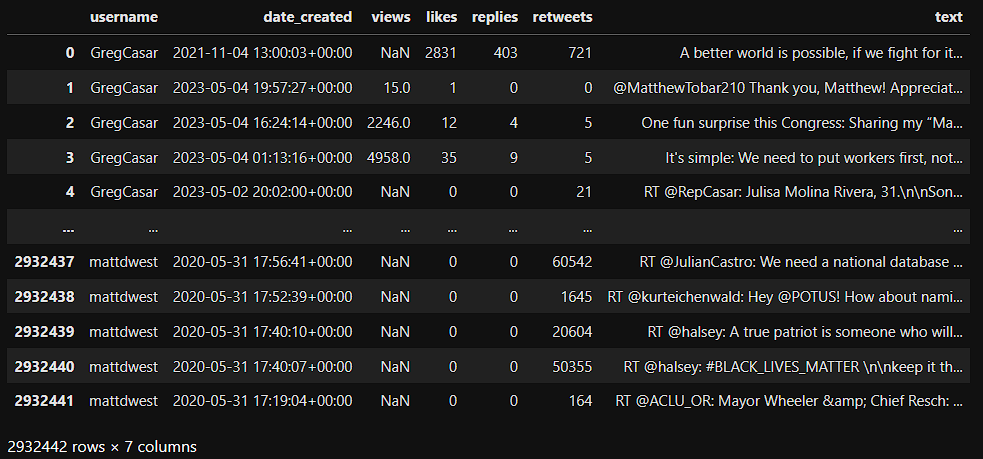 username date_created views likes replies retweets text
0 GregCasar 2021-11-04 13:00:03+00:00 NaN 2831 403 721 A better world is possible, if we fight for it...
1 GregCasar 2023-05-04 19:57:27+00:00 15.0 1 0 0 @MatthewTobar210 Thank you, Matthew! Appreciat...
2 GregCasar 2023-05-04 16:24:14+00:00 2246.0 12 4 5 One fun surprise this Congress: Sharing my “Ma...
3 GregCasar 2023-05-04 01:13:16+00:00 4958.0 35 9 5 It's simple: We need to put workers first, not...
4 GregCasar 2023-05-02 20:02:00+00:00 NaN 0 0 21 RT @RepCasar: Julisa Molina Rivera, 31.\n\nSon...
... ... ... ... ... ... ... ...
2932437 mattdwest 2020-05-31 17:56:41+00:00 NaN 0 0 60542 RT @JulianCastro: We need a national database ...
2932438 mattdwest 2020-05-31 17:52:39+00:00 NaN 0 0 1645 RT @kurteichenwald: Hey @POTUS! How about nami...
2932439 mattdwest 2020-05-31 17:40:10+00:00 NaN 0 0 20604 RT @halsey: A true patriot is someone who will...
2932440 mattdwest 2020-05-31 17:40:07+00:00 NaN 0 0 50355 RT @halsey: #BLACK_LIVES_MATTER \n\nkeep it th...
2932441 mattdwest 2020-05-31 17:19:04+00:00 NaN 0 0 164 RT @ACLU_OR: Mayor Wheeler &amp; Chief Resch: ...
2932442 rows × 7 columns